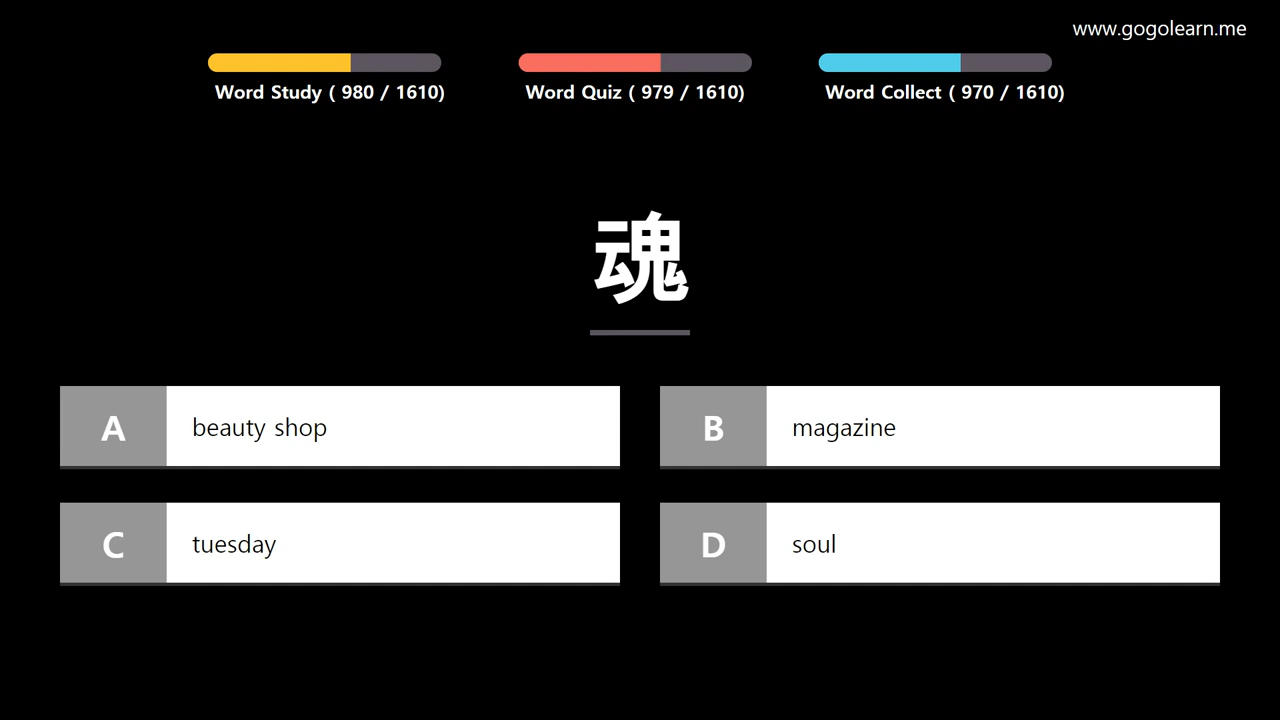 www.gogolearn.me
Word Study ( 980 / 1610)
Word Quiz ( 979 / 1610)
Word Collect ( 970 / 1610)
魂
A beauty shop
B magazine
C tuesday
D soul